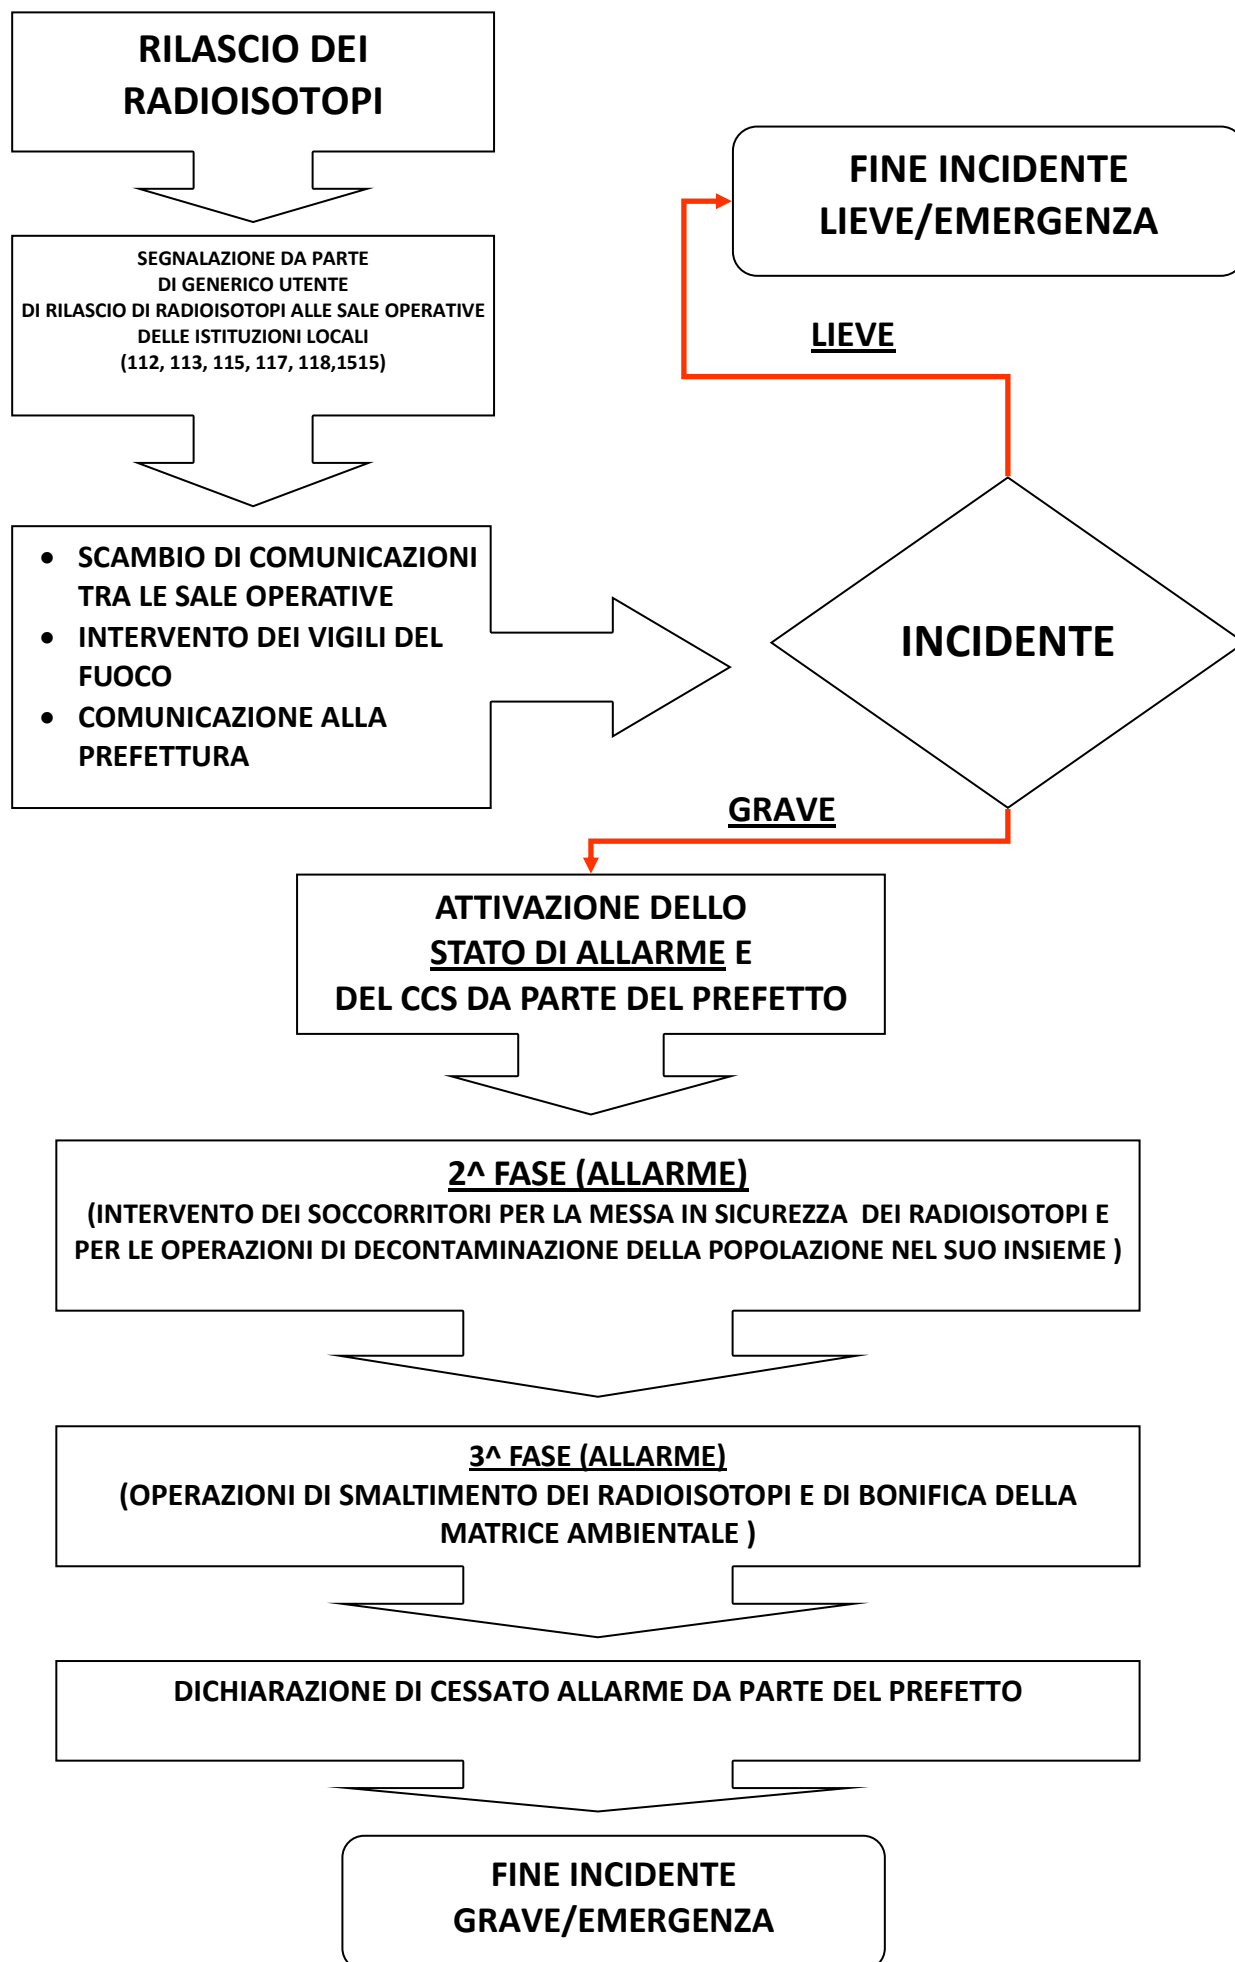 RILASCIO DEI
RADIOISOTOPI
SEGNALAZIONE DA PARTE
DI GENERICO UTENTE
DI RILASCIO DI RADIOISOTOPI ALLE SALE OPERATIVE
DELLE ISTITUZIONI LOCALI
(112, 113, 115, 117, 118,1515)
• SCAMBIO DI COMUNICAZIONI
TRA LE SALE OPERATIVE
• INTERVENTO DEI VIGILI DEL
FUOCO
• COMUNICAZIONE ALLA
PREFETTURA
INCIDENTE
LIEVE
FINE INCIDENTE
LIEVE/EMERGENZA
GRAVE
ATTIVAZIONE DELLO
STATO DI ALLARME E
DEL CCS DA PARTE DEL PREFETTO
2^ FASE (ALLARME)
(INTERVENTO DEI SOCCORRITORI PER LA MESSA IN SICUREZZA DEI RADIOISOTOPI E
PER LE OPERAZIONI DI DECONTAMINAZIONE DELLA POPOLAZIONE NEL SUO INSIEME )
3^ FASE (ALLARME)
(OPERAZIONI DI SMALTIMENTO DEI RADIOISOTOPI E DI BONIFICA DELLA
MATRICE AMBIENTALE )
DICHIARAZIONE DI CESSATO ALLARME DA PARTE DEL PREFETTO
FINE INCIDENTE
GRAVE/EMERGENZA